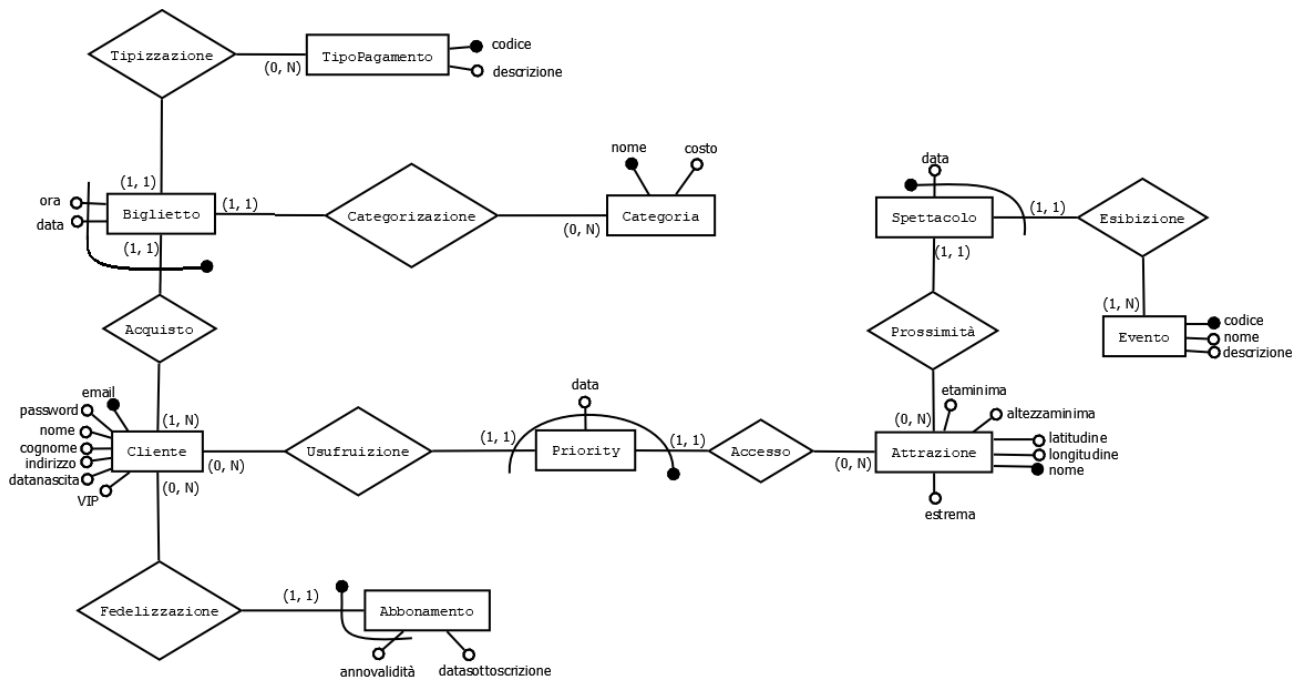 codice
Tipizzazione
TipoPagamento
(0, N)
descrizione
nome
costo
data
(1, 1)
ora
Biglietto
(1, 1)
Categorizazione
Categoria
Spettacolo
(1, 1)
Esibizione
data
(0, N)
(1, 1)
(1, 1)
(1, N)
codice
Acquisto
Prossimità
Evento
nome
descrizione
data
email
etaminima
password
(1, N)
(0, N)
altezzaminima
nome
latitudine
cognome
Cliente
Usufruizione
(1, 1)
Priority
(1, 1)
Accesso
Attrazione
longitudine
indirizzo
(0, N)
(0, N)
nome
datanascita
(0, N)
VIP
estrema
Fedelizzazione
(1, 1)
Abbonamento
annovalidità
datasottoscrizione